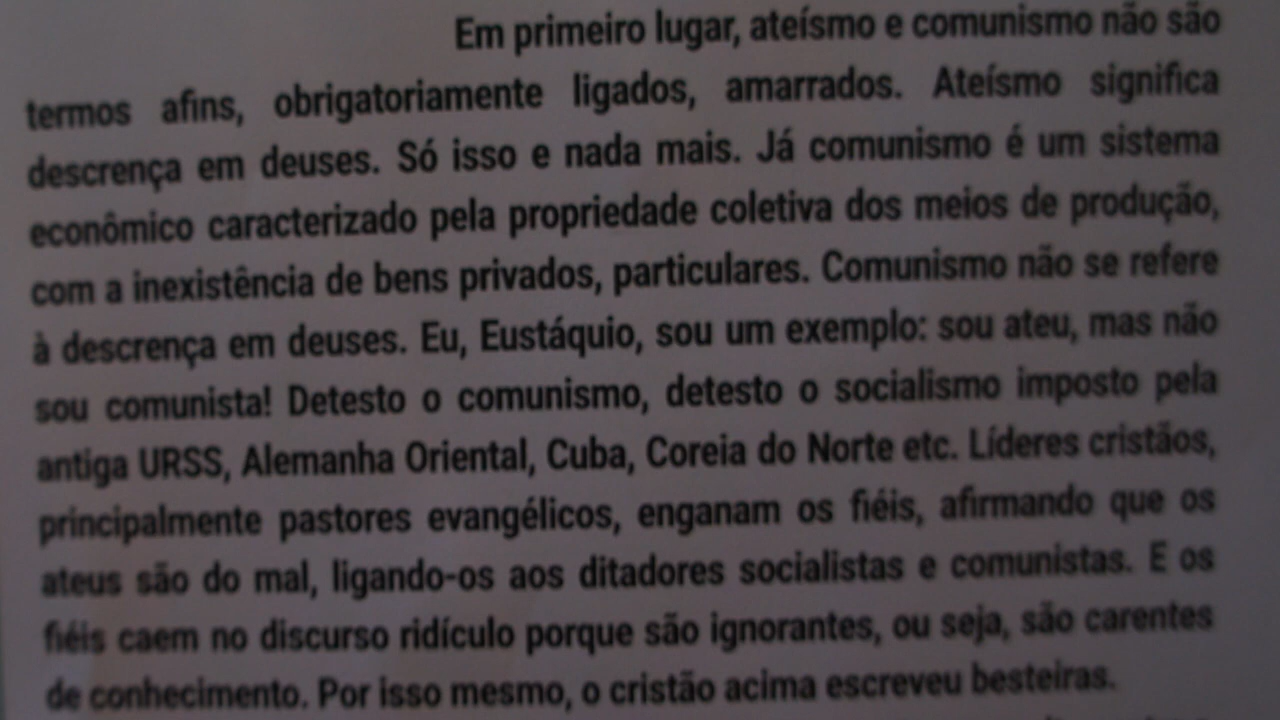 Em primeiro lugar, ateísmo e comunismo não são
termos afins, obrigatoriamente ligados, amarrados. Ateísmo significa
descrença em deuses. Só isso e nada mais. Já comunismo é um sistema
econômico caracterizado pela propriedade coletiva dos meios de produção,
com a inexistência de bens privados, particulares. Comunismo não se refere
à descrença em deuses. Eu, Eustáquio, sou um exemplo: sou ateu, mas não
sou comunista! Detesto o comunismo, detesto o socialismo imposto pela
antiga URSS, Alemanha Oriental, Cuba, Coreia do Norte etc. Líderes cristãos,
principalmente pastores evangélicos, enganam os fiéis, afirmando que os
ateus são do mal, ligando-os aos ditadores socialistas e comunistas. E os
fiéis caem no discurso ridículo porque são ignorantes, ou seja, são carentes
de conhecimento. Por isso mesmo, o cristão acima escreveu besteiras.